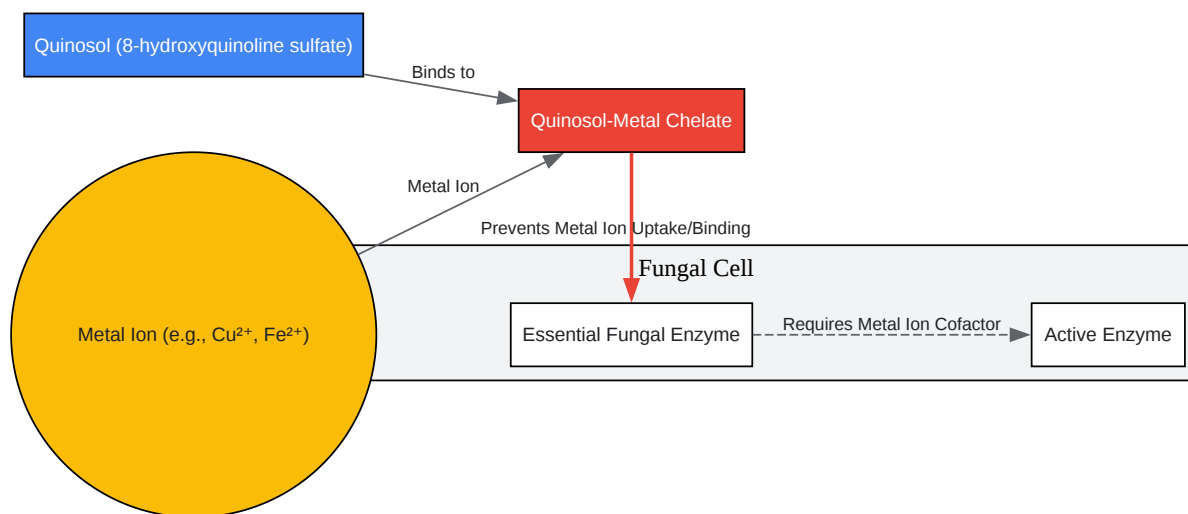 Quinosol (8-hydroxyquinoline sulfate)
Binds to
Quinosol-Metal Chelate
Metal Ion
Prevents Metal Ion Uptake/Binding
Fungal Cell
Metal Ion (e.g., Cu²⁺, Fe²⁺)
Essential Fungal Enzyme
Requires Metal Ion Cofactor
Active Enzyme